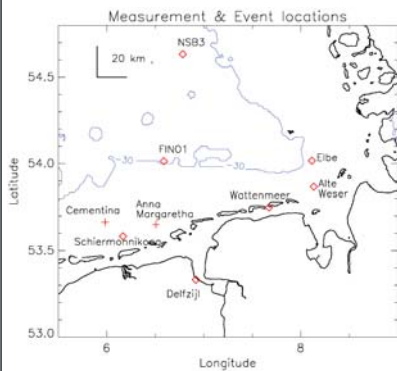 Measurement & Event locations
NSB3
20 km
54.5
-30
FINO1
-30
Elbe
54.0
Alte
Weser
Wattenmeer
Anna
Margaretha
Cementina
Schiermonnikoog
53.5
Delfzijl
53.0
6
7
8
Latitude
Longitude